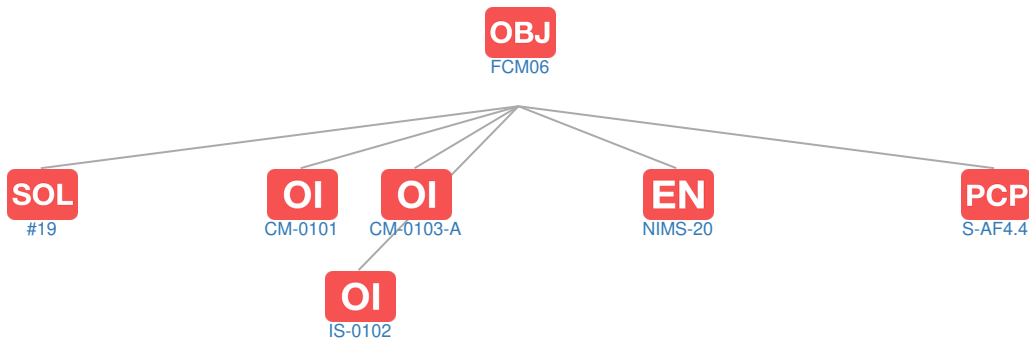 OBJ
FCM06
SOL
#19
OI
CM-0101
OI
CM-0103-A
EN
NIMS-20
PCP
S-AF4.4
OI
IS-0102